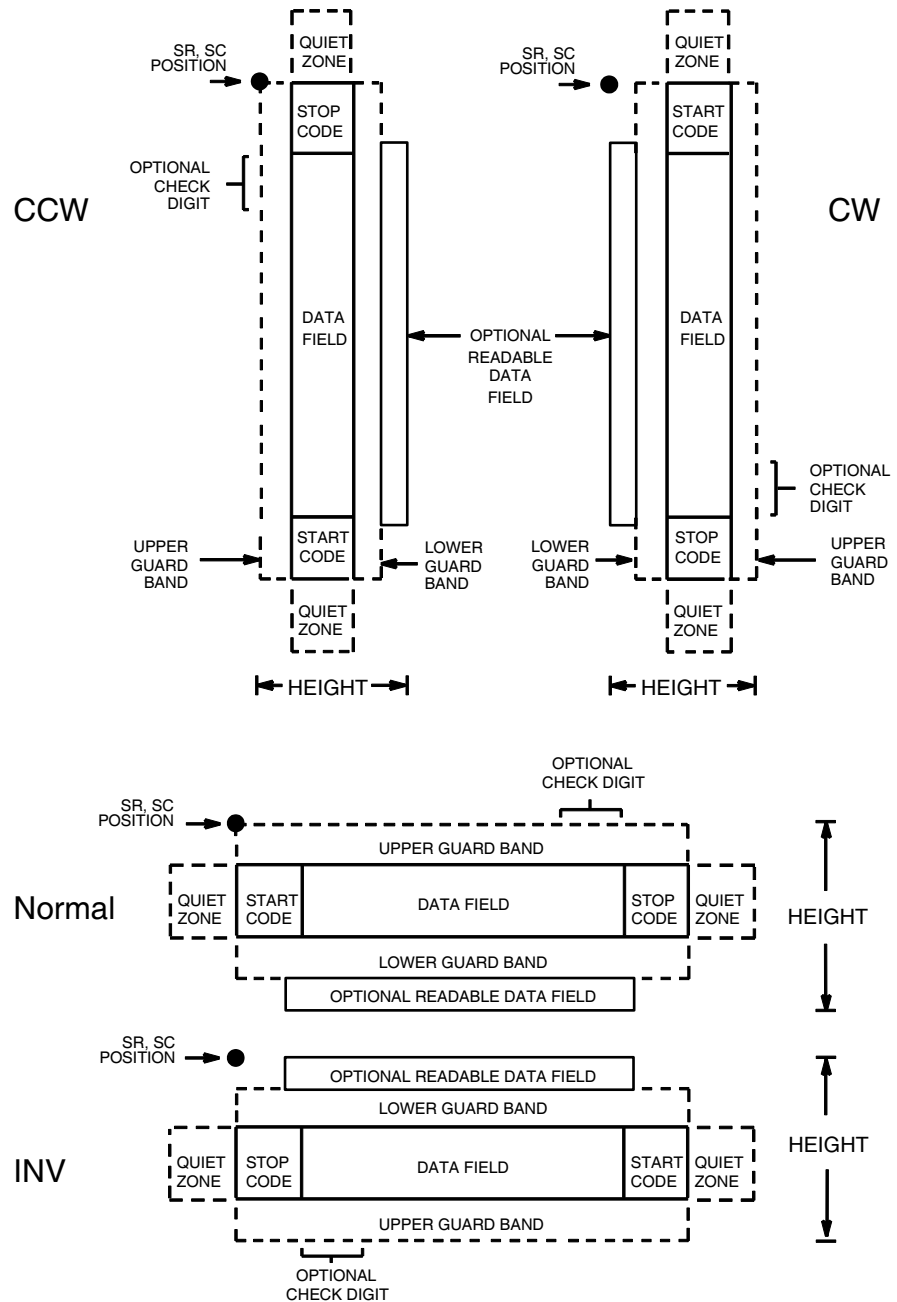 QUIET
ZONE
SR, SC
POSITION
STOP
CODE
OPTIONAL
CHECK
DIGIT
CCW
DATA
FIELD
START
CODE
UPPER
GUARD
BAND
LOWER
GUARD
BAND
QUIET
ZONE
HEIGHT
OPTIONAL
READABLE
DATA
FIELD
QUIET
ZONE
SR, SC
POSITION
START
CODE
CW
DATA
FIELD
OPTIONAL
CHECK
DIGIT
STOP
CODE
LOWER
GUARD
BAND
UPPER
GUARD
BAND
QUIET
ZONE
HEIGHT
OPTIONAL
CHECK DIGIT
SR, SC
POSITION
UPPER GUARD BAND
Normal
QUIET
ZONE
START
CODE
DATA FIELD
STOP
CODE
QUIET
ZONE
HEIGHT
LOWER GUARD BAND
OPTIONAL READABLE DATA FIELD
SR, SC
POSITION
OPTIONAL READABLE DATA FIELD
LOWER GUARD BAND
INV
QUIET
ZONE
STOP
CODE
DATA FIELD
START
CODE
QUIET
ZONE
HEIGHT
UPPER GUARD BAND
OPTIONAL
CHECK DIGIT